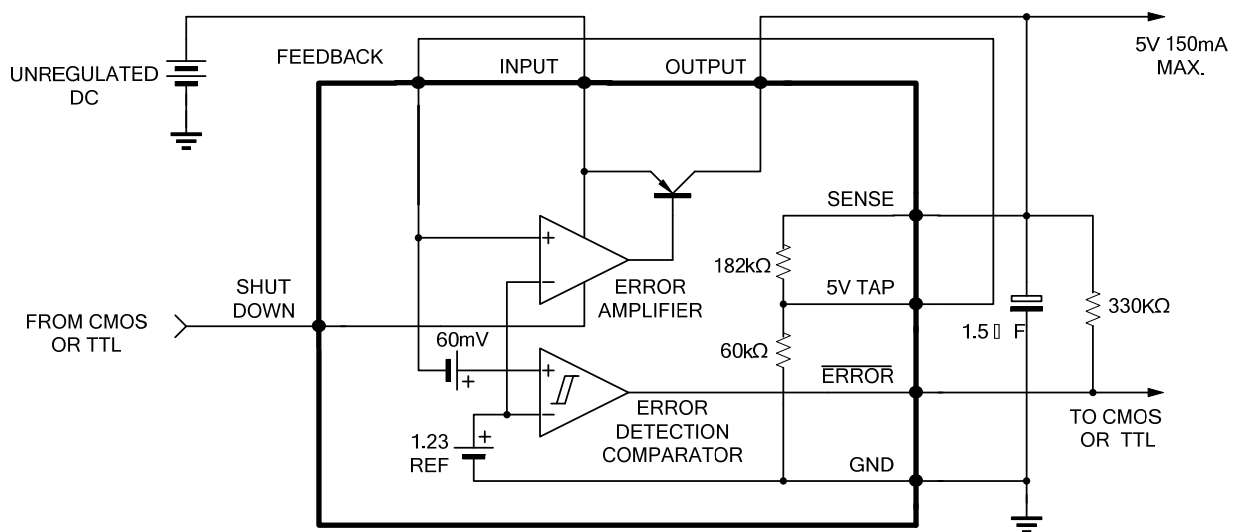 FEEDBACK
INPUT
OUTPUT
5V 150mA
MAX.
UNREGULATED
DC
SENSE
+
182kΩ
−
ERROR
AMPLIFIER
5V TAP
SHUT
DOWN
FROM CMOS
OR TTL
60mV
+
+
−
60kΩ
1.5▯ F
330KΩ
ERROR
ERROR
DETECTION
COMPARATOR
1.23
REF
+
GND
TO CMOS
OR TTL